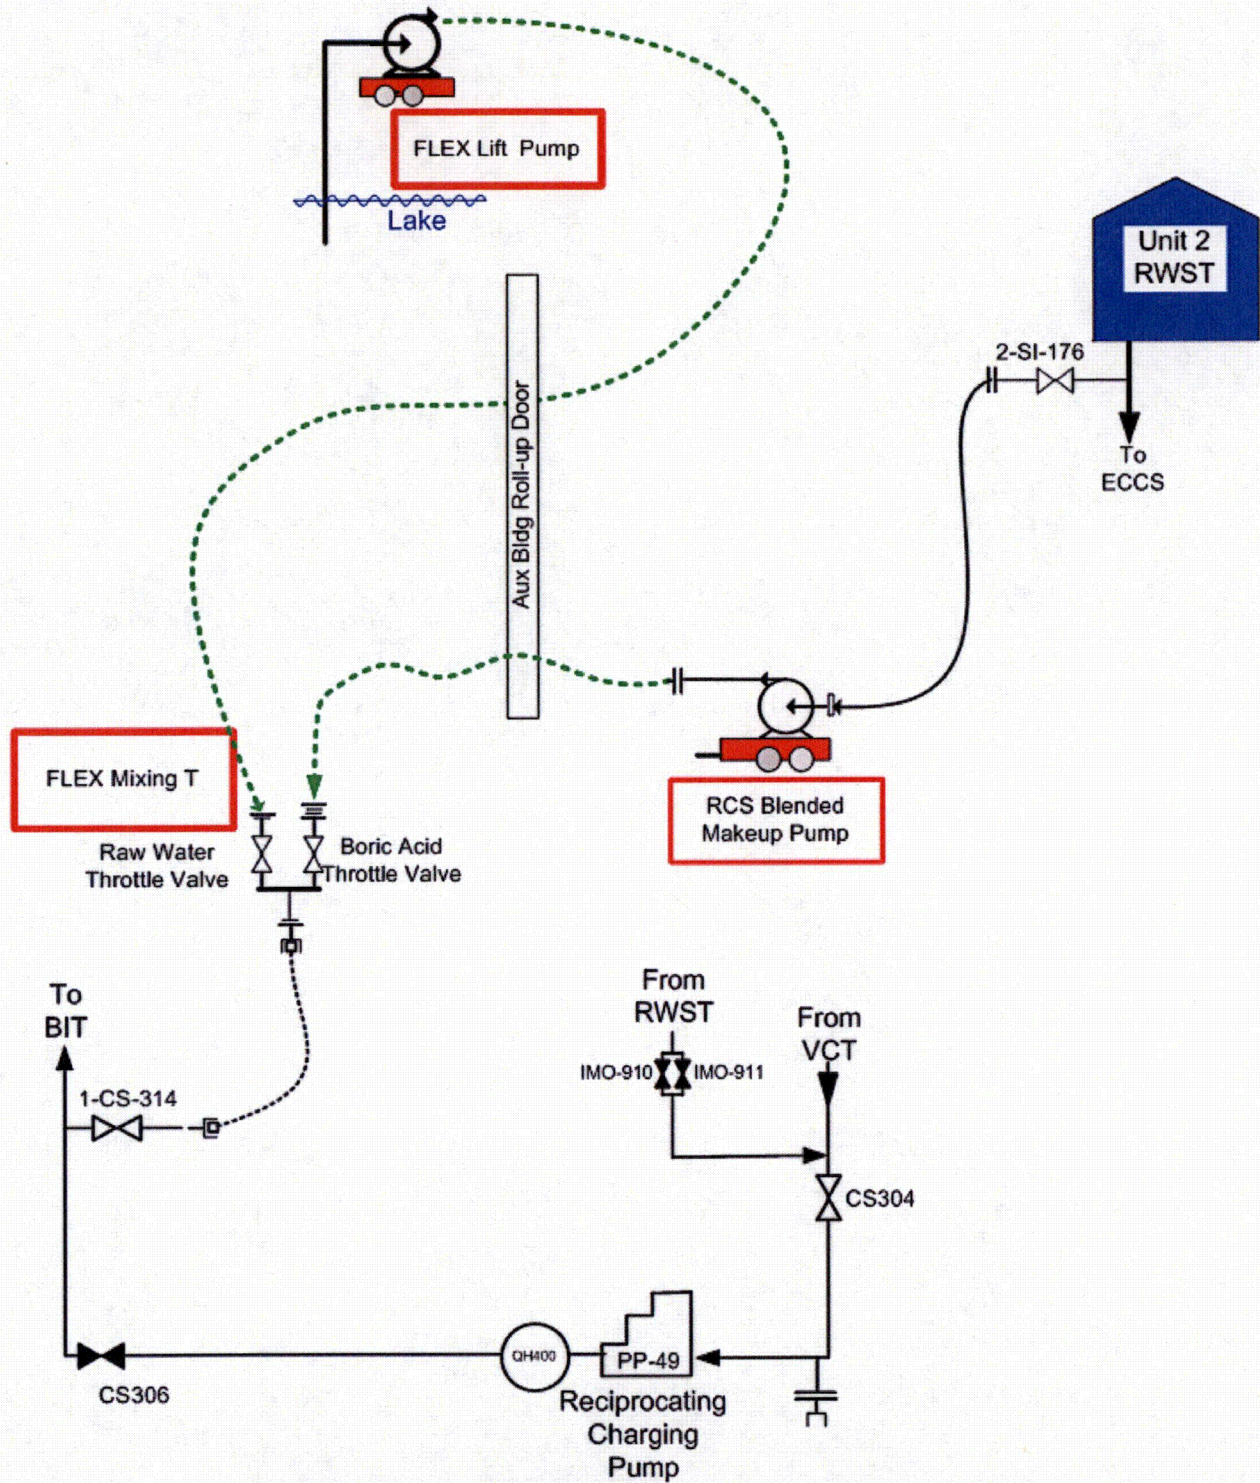 FLEX Lift Pump
Lake
Unit 2
RWST
2-SI-176
To
ECCS
Aux Bldg Roll-up Door
FLEX Mixing T
RCS Blended
Makeup Pump
Raw Water
Throttle Valve
Boric Acid
Throttle Valve
To
BIT
1-CS-314
From
RWST
From
VCT
IMO-910
IMO-911
CS304
CS306
QH400
PP-49
Reciprocating
Charging
Pump